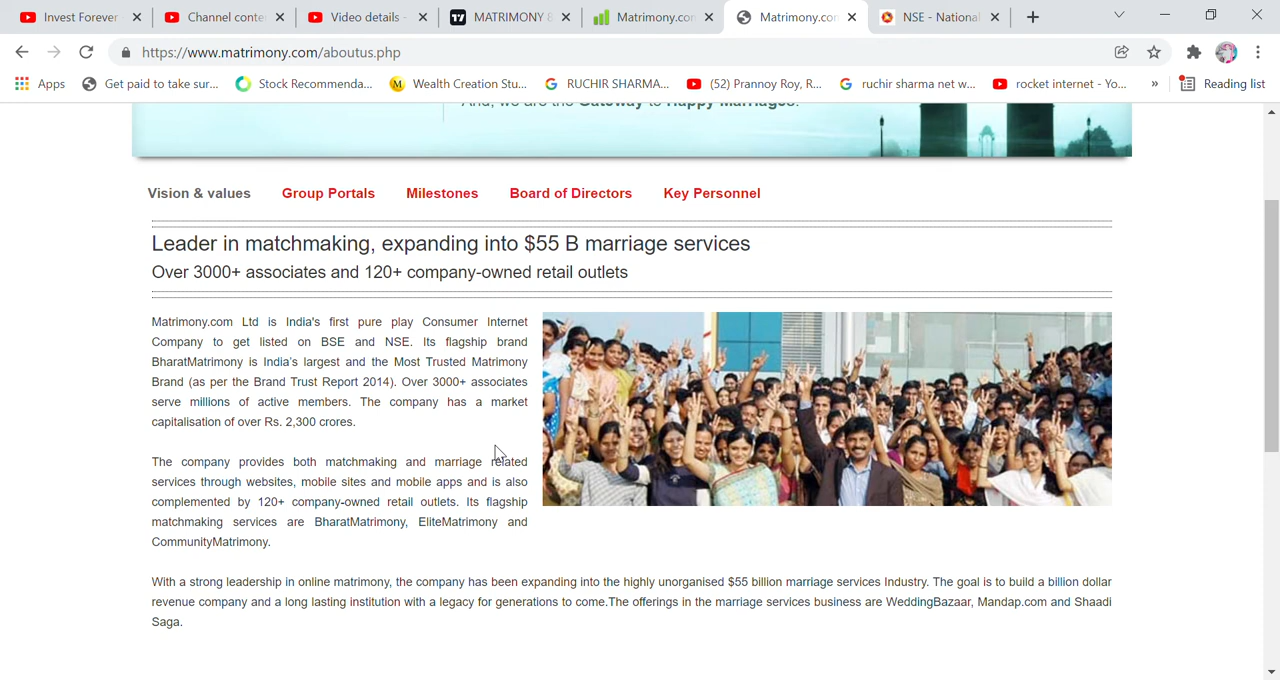 Invest Forever
Channel conte
Video details -
MATRIMONY &
Matrimony.com
Matrimony.com
NSE - National
https://www.matrimony.com/aboutus.php
Apps
Get paid to take sur...
Stock Recommenda...
Wealth Creation Stu...
RUCHIR SHARMA...
(52) Prannoy Roy, R...
ruchir sharma net w...
rocket internet - Yo...
»
Reading list
And, we are the Gateway to Happy Marriages.
Vision & values Group Portals Milestones Board of Directors Key Personnel
Leader in matchmaking, expanding into $55 B marriage services
Over 3000+ associates and 120+ company-owned retail outlets
Matrimony.com Ltd is India's first pure play Consumer Internet
Company to get listed on BSE and NSE. Its flagship brand
BharatMatrimony is India's largest and the Most Trusted Matrimony
Brand (as per the Brand Trust Report 2014). Over 3000+ associates
serve millions of active members. The company has a market
capitalisation of over Rs. 2,300 crores.
The company provides both matchmaking and marriage related
services through websites, mobile sites and mobile apps and is also
complemented by 120+ company-owned retail outlets. Its flagship
matchmaking services are BharatMatrimony, EliteMatrimony and
CommunityMatrimony.
With a strong leadership in online matrimony, the company has been expanding into the highly unorganised $55 billion marriage services Industry. The goal is to build a billion dollar
revenue company and a long lasting institution with a legacy for generations to come.The offerings in the marriage services business are WeddingBazaar, Mandap.com and Shaadi
Saga.